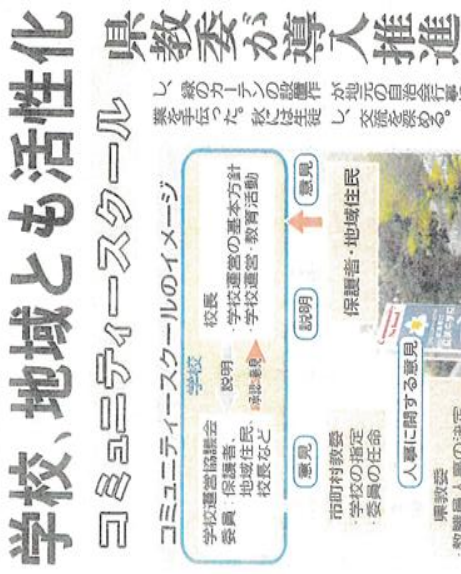 学校、地域とも活性化
県教委が導入推進
コミュニティースクール
し、緑のカーテンの設置作
業を手伝った。秋には生徒
が地元の自治会行事
し、交流を深める。
コミュニティースクールのイメージ
学校
学校運営協議会
委員：保護者、
地域住民、
校長など
説明
承認・意見
校長
・学校運営の基本方針
・学校運営・教育活動
意見
説明
意見
市町村教委
・学校の指定
・委員の任命
保護者・地域住民
人事に関する意見
県教委